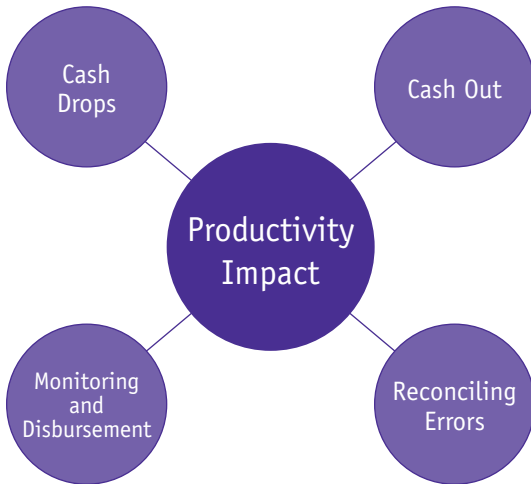 Cash
Drops
Cash Out
Productivity
Impact
Monitoring
and
Disbursement
Reconciling
Errors